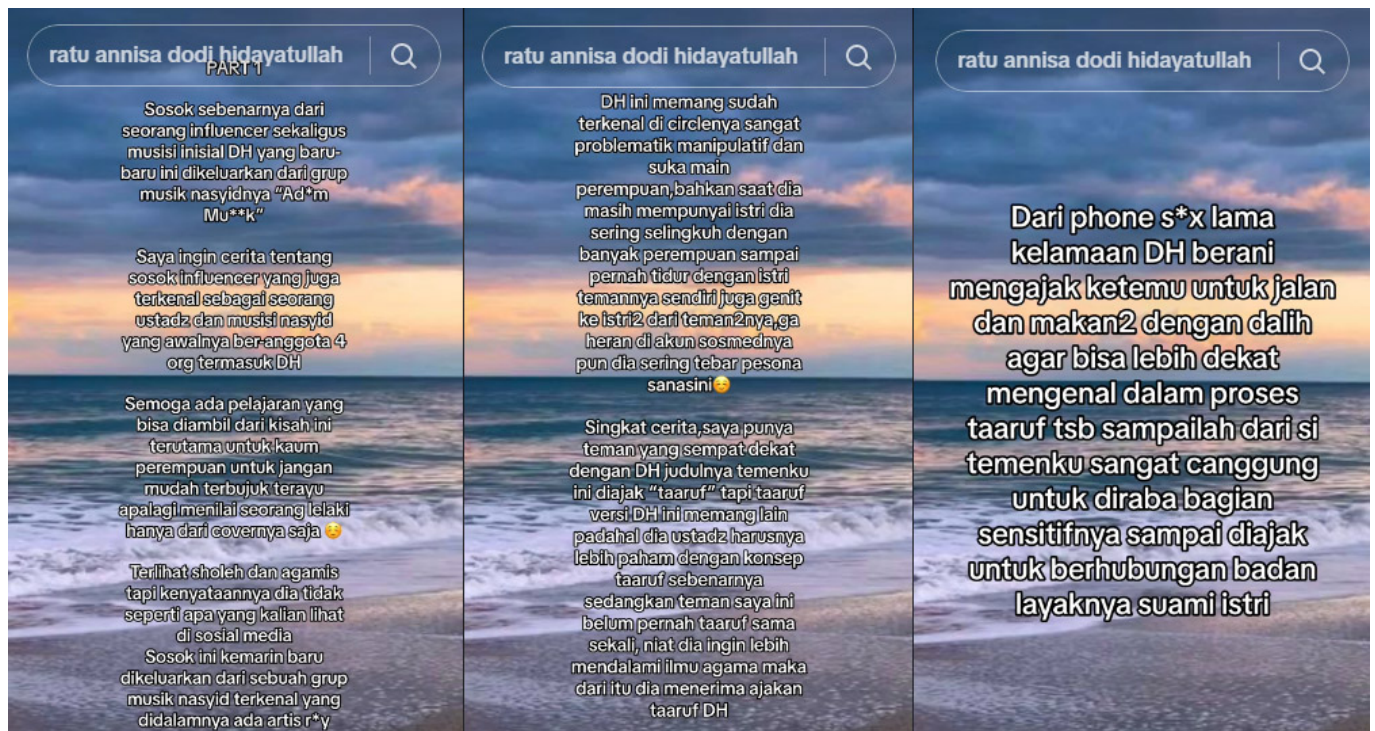 ratu annisa dodi hidayatullah
PART 1
Sosok sebenarnya dari
seorang influencer sekaligus
musisi inisial DH yang baru-
baru ini dikeluarkan dari grup
musik nasyidnya "Ad*m
Mu**k"
Saya ingin cerita tentang
sosok influencer yang juga
terkenal sebagai seorang
ustadz dan musisi nasyid
yang awalnya ber-anggota 4
org termasuk DH
Semoga ada pelajaran yang
bisa diambil dari kisah ini
terutama untuk kaum
perempuan untuk jangan
mudah terbujuk terayu
apalagi menilai seorang lelaki
hanya dari covernya saja ☺️
Terlihat sholeh dan agamis
tapi kenyataannya dia tidak
seperti apa yang kalian lihat
di sosial media
Sosok ini kemarin baru
dikeluarkan dari sebuah grup
musik nasyid terkenal yang
didalamnya ada artis r*y
ratu annisa dodi hidayatullah
DH ini memang sudah
terkenal di circlenya sangat
problematik manipulatif dan
suka main
perempuan,bahkan saat dia
masih mempunyai istri dia
sering selingkuh dengan
banyak perempuan sampai
pernah tidur dengan istri
temannya sendiri juga genit
ke istri2 dari teman2nya,ga
heran di akun sosmednya
pun dia sering tebar pesona
sanasini☺️
Singkat cerita,saya punya
teman yang sempat dekat
dengan DH judulnya temenku
ini diajak "taaruf" tapi taaruf
versi DH ini memang lain
padahal dia ustadz harusnya
lebih paham dengan konsep
taaruf sebenarnya
sedangkan teman saya ini
belum pernah taaruf sama
sekali, niat dia ingin lebih
mendalami ilmu agama maka
dari itu dia menerima ajakan
taaruf DH
ratu annisa dodi hidayatullah
Dari phone s*x lama
kelamaan DH berani
mengajak ketemu untuk jalan
dan makan2 dengan dalih
agar bisa lebih dekat
mengenal dalam proses
taaruf tsb sampailah dari si
temenku sangat canggung
untuk diraba bagian
sensitifnya sampai diajak
untuk berhubungan badan
layaknya suami istri